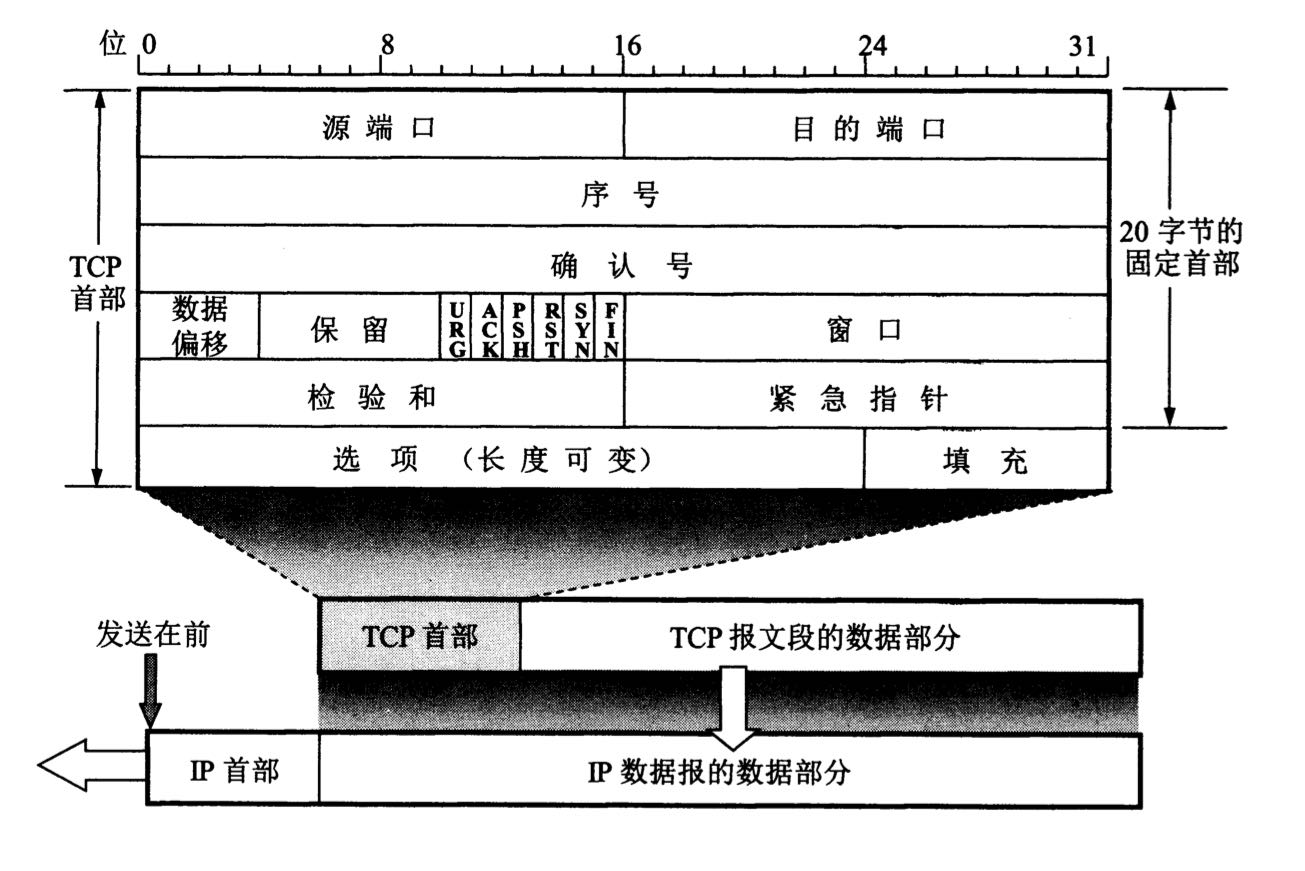 位 0 8 16 24 31
源端口 目的端口
序号
确认号
TCP
首部
20 字节的
固定首部
数据
偏移
保留
URG
ACK
PSH
RST
SYN
FIN
窗口
检验和 紧急指针
选项 (长度可变) 填充
TCP 首部 TCP 报文段的数据部分
发送在前
IP 首部 IP 数据报的数据部分